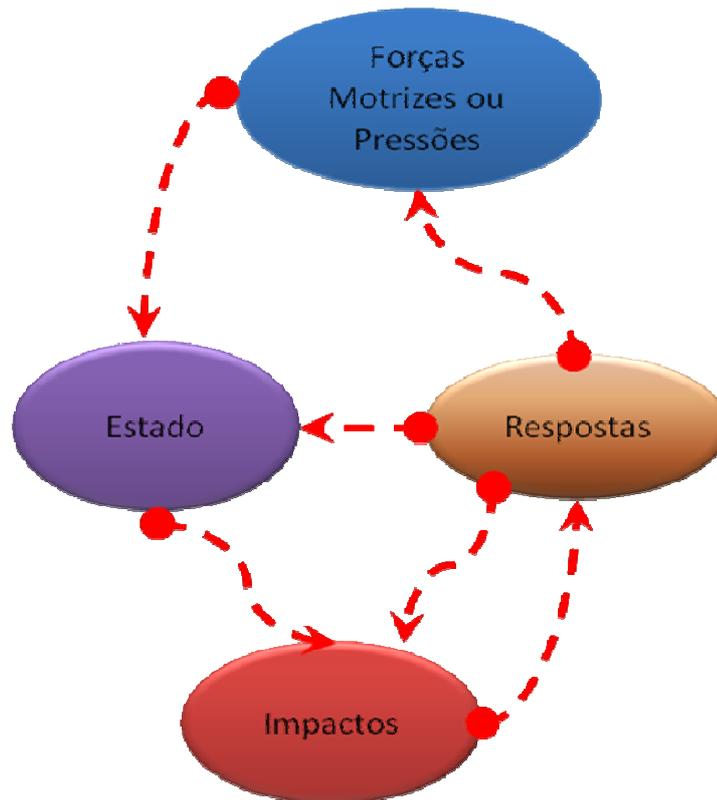 Forças
Motrizes ou
Pressões
Estado
Respostas
Impactos